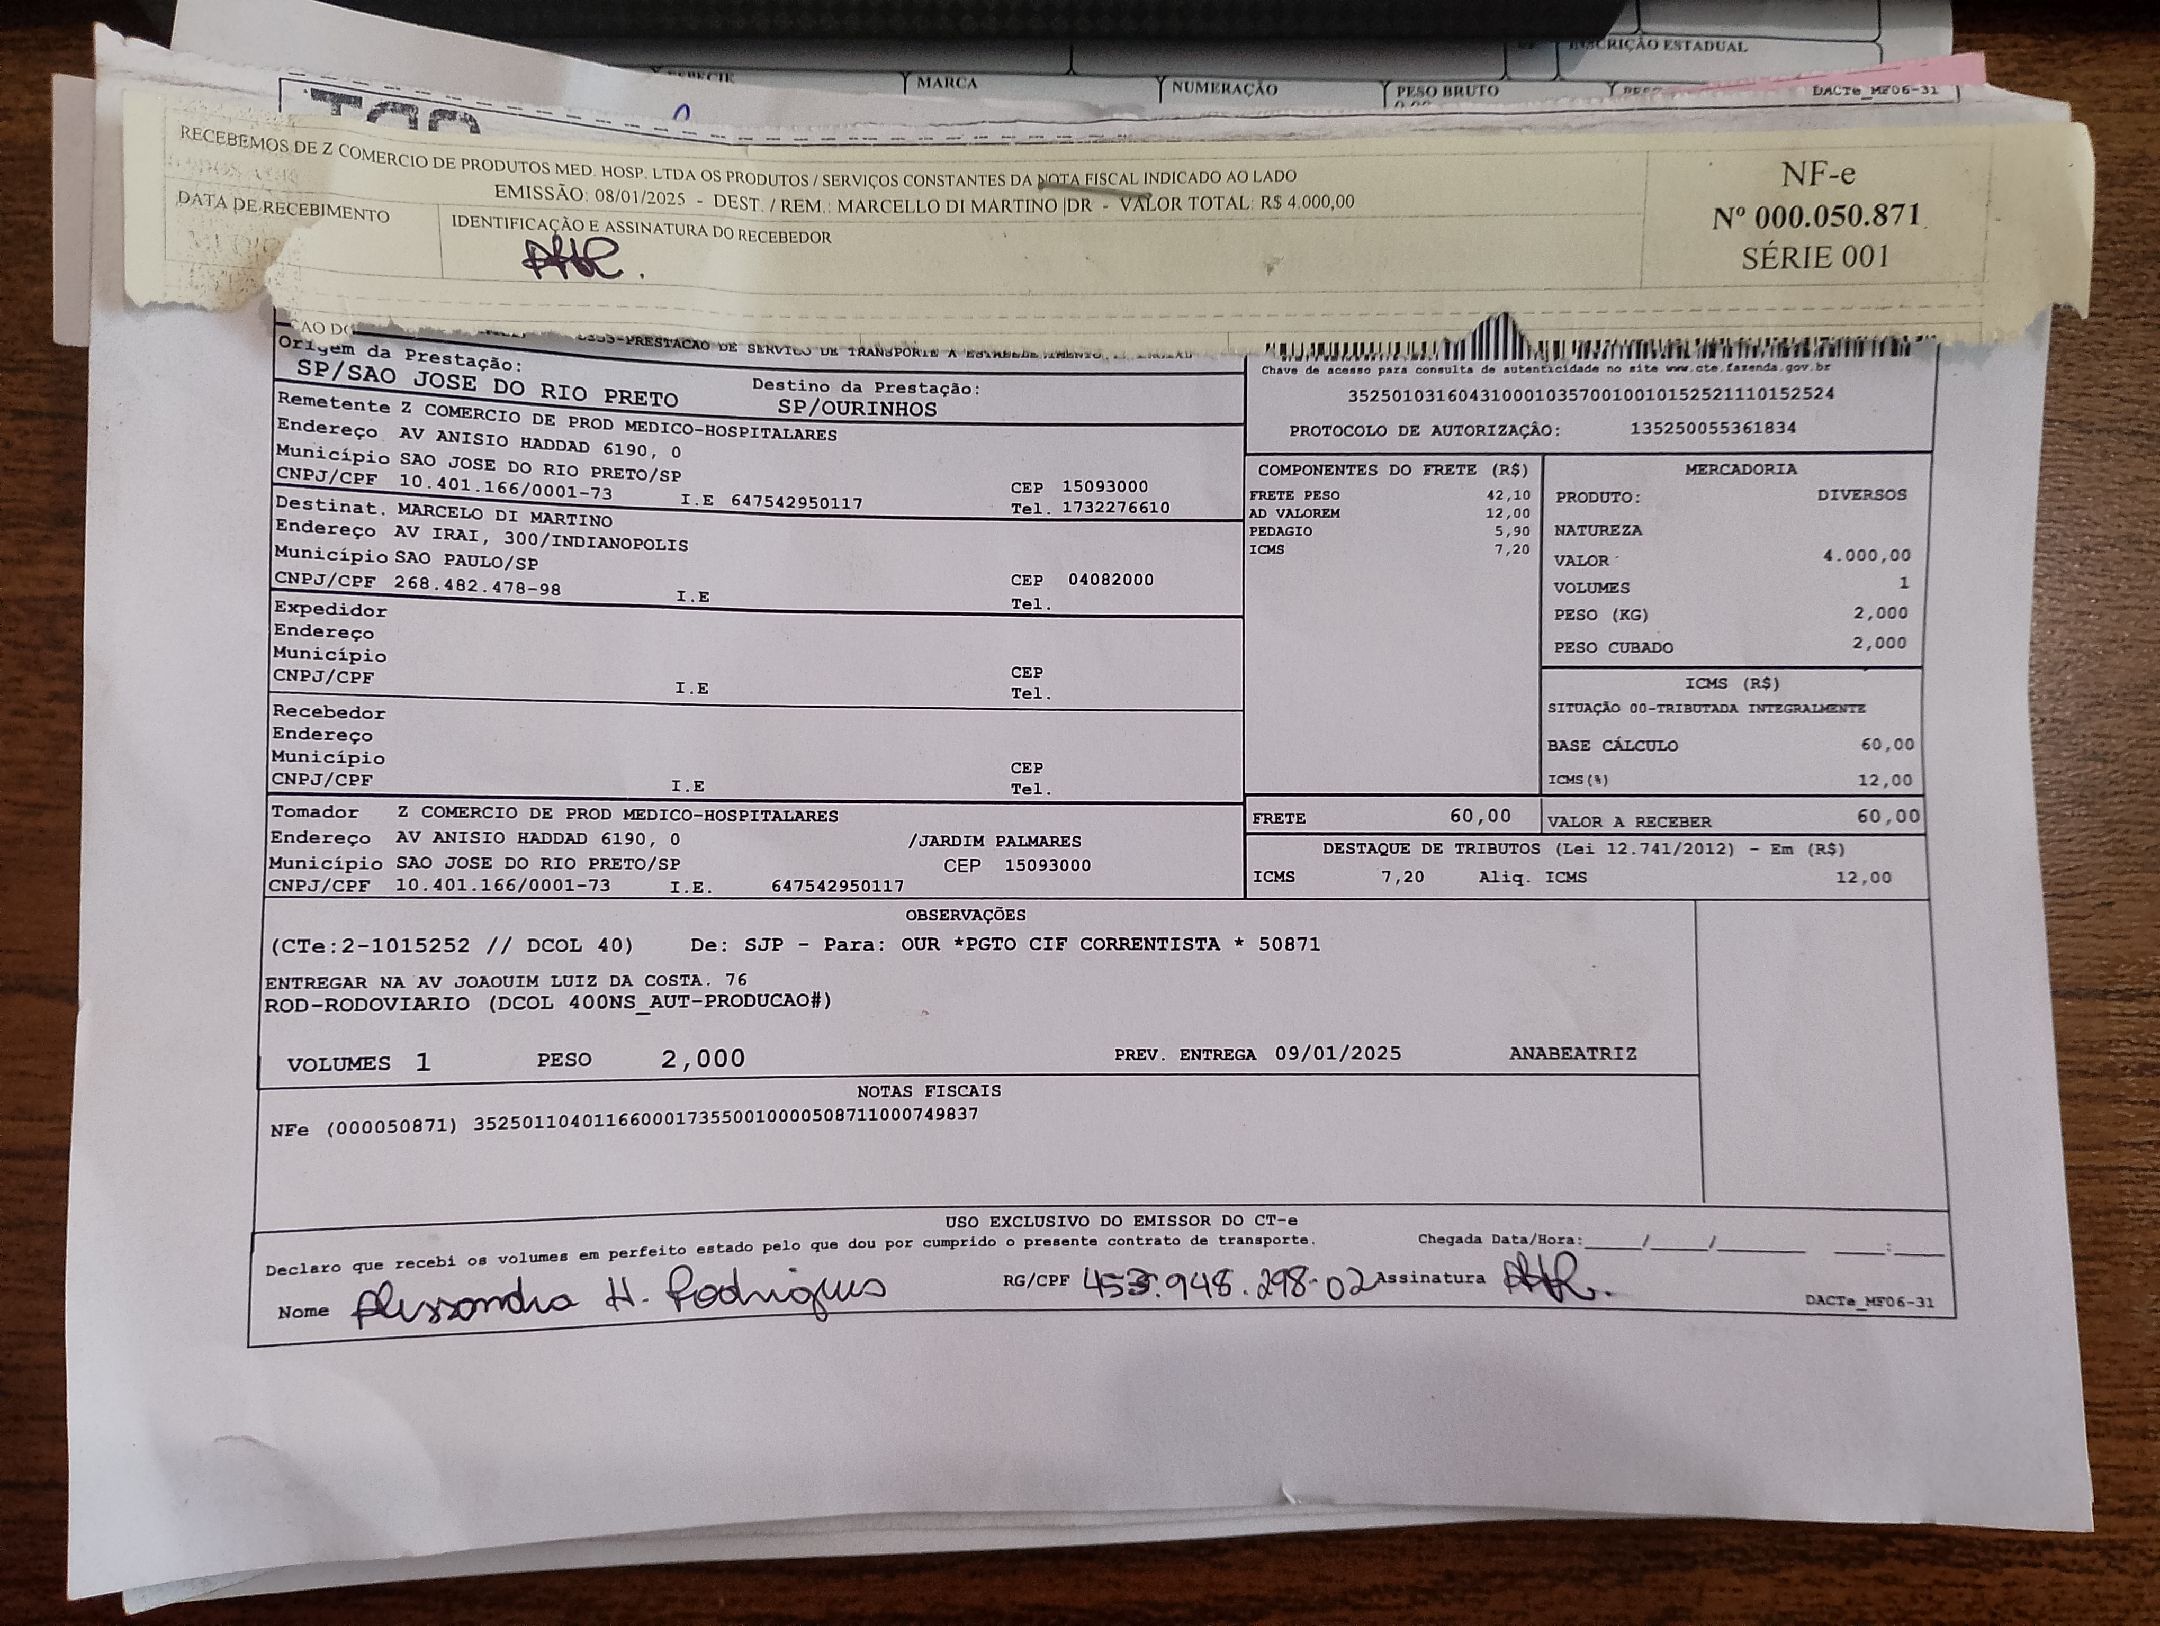 INSCRIÇÃO ESTADUAL
MARCA NUMERAÇÃO PESO BRUTO DACTe_MF06-31
RECEBEMOS DE Z COMERCIO DE PRODUTOS MED. HOSP. LTDA OS PRODUTOS / SERVIÇOS CONSTANTES DA NOTA FISCAL INDICADO AO LADO
EMISSÃO: 08/01/2025 - DEST. / REM.: MARCELLO DI MARTINO |DR - VALOR TOTAL: R$ 4.000,00
DATA DE RECEBIMENTO
IDENTIFICAÇÃO E ASSINATURA DO RECEBEDOR
NF-e
Nº 000.050.871
SÉRIE 001
PRESTACAO DE SERVICO DE TRANSPORTE A
Origem da Prestação:
SP/SAO JOSE DO RIO PRETO
Destino da Prestação:
SP/OURINHOS
Chave de acesso para consulta de autenticidade no site www.cte.fazenda.gov.br
35250103160431000103570010010152521110152524
PROTOCOLO DE AUTORIZAÇÂO: 135250055361834
Remetente Z COMERCIO DE PROD MEDICO-HOSPITALARES
Endereço AV ANISIO HADDAD 6190, 0
Município SAO JOSE DO RIO PRETO/SP CEP 15093000
CNPJ/CPF 10.401.166/0001-73 I.E 647542950117 Tel. 1732276610
Destinat. MARCELO DI MARTINO
Endereço AV IRAI, 300/INDIANOPOLIS
Município SAO PAULO/SP CEP 04082000
CNPJ/CPF 268.482.478-98 I.E Tel.
Expedidor
Endereço
Município CEP
CNPJ/CPF I.E Tel.
Recebedor
Endereço
Município CEP
CNPJ/CPF I.E Tel.
Tomador Z COMERCIO DE PROD MEDICO-HOSPITALARES
Endereço AV ANISIO HADDAD 6190, 0 /JARDIM PALMARES
Município SAO JOSE DO RIO PRETO/SP CEP 15093000
CNPJ/CPF 10.401.166/0001-73 I.E. 647542950117
COMPONENTES DO FRETE (R$)
FRETE PESO 42,10
AD VALOREM 12,00
PEDAGIO 5,90
ICMS 7,20
MERCADORIA
PRODUTO: DIVERSOS
NATUREZA
VALOR 4.000,00
VOLUMES 1
PESO (KG) 2,000
PESO CUBADO 2,000
ICMS (R$)
SITUAÇÃO 00-TRIBUTADA INTEGRALMENTE
BASE CÁLCULO 60,00
ICMS(%) 12,00
FRETE 60,00 VALOR A RECEBER 60,00
DESTAQUE DE TRIBUTOS (Lei 12.741/2012) - Em (R$)
ICMS 7,20 Aliq. ICMS 12,00
OBSERVAÇÕES
(CTe:2-1015252 // DCOL 40) De: SJP - Para: OUR *PGTO CIF CORRENTISTA * 50871
ENTREGAR NA AV JOAQUIM LUIZ DA COSTA. 76
ROD-RODOVIARIO (DCOL 400NS_AUT-PRODUCAO#)
VOLUMES 1 PESO 2,000 PREV. ENTREGA 09/01/2025 ANABEATRIZ
NOTAS FISCAIS
NFe (000050871) 35250110401166000173550010000508711000749837
USO EXCLUSIVO DO EMISSOR DO CT-e
Declaro que recebi os volumes em perfeito estado pelo que dou por cumprido o presente contrato de transporte. Chegada Data/Hora:____/____/______ ___:____
Nome Alessandra H. Rodrigues RG/CPF 453.948.298-02 Assinatura
DACTe_MF06-31